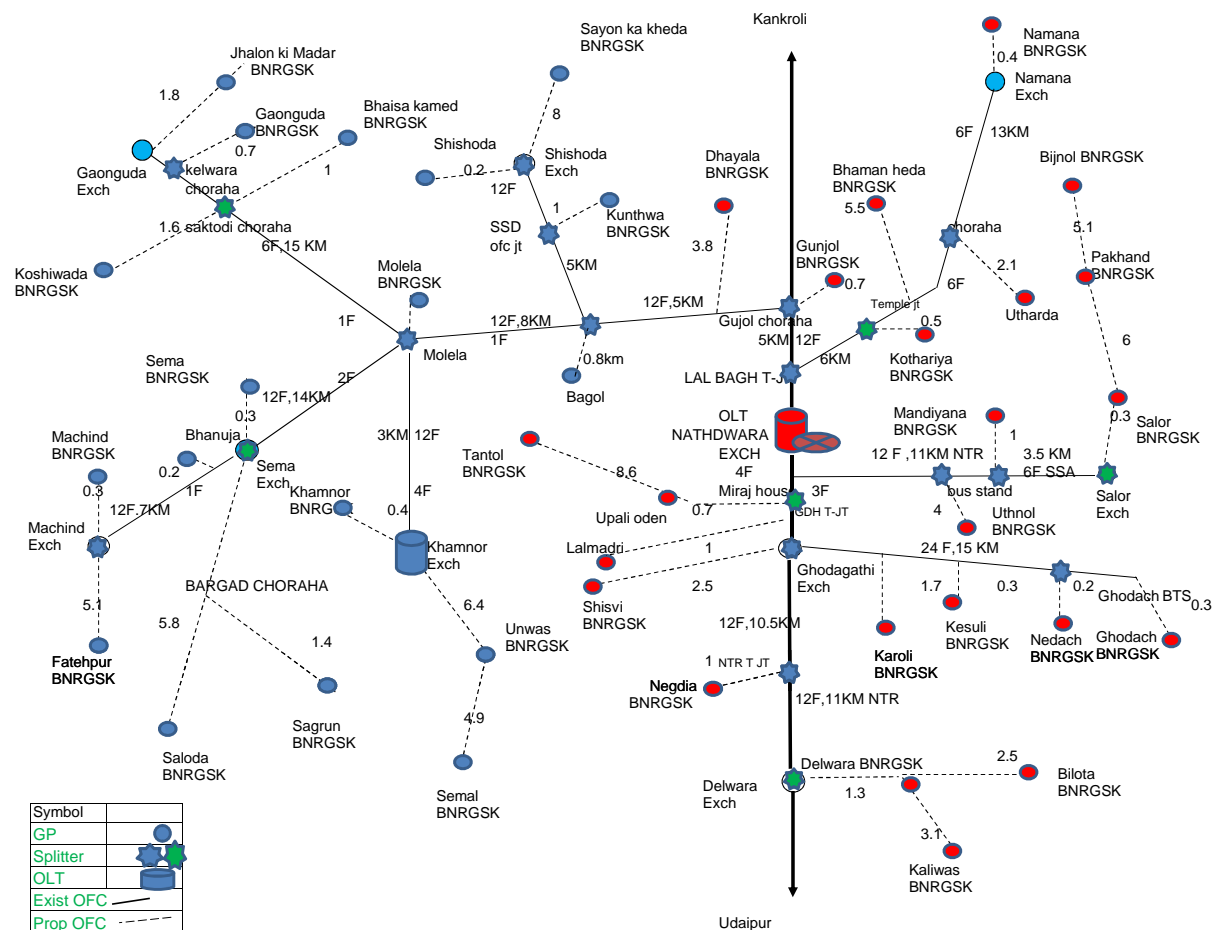 Kankroli
Sayon ka kheda
BNRGSK
Namana
BNRGSK
0.4
Namana
Exch
Jhalon ki Madar
BNRGSK
1.8
Gaonguda
BNRGSK
0.7
Bhaisa kamed
BNRGSK
8
6F
13KM
Gaonguda
Exch
kelwara
choraha
1
Shishoda
0.2
12F
Shishoda
Exch
Dhayala
BNRGSK
Bhaman heda
BNRGSK
5.5
Bijnol BNRGSK
1.6
saktodi choraha
6F,15 KM
1
SSD
ofc jt
Kunthwa
BNRGSK
3.8
choraha
5.1
Koshiwada
BNRGSK
Molela
BNRGSK
5KM
Gunjol
BNRGSK
0.7
2.1
Pakhand
BNRGSK
6F
Temple jt
Utharda
12F,5KM
1F
12F,8KM
1F
Gujol choraha
0.5
Molela
5KM
12F
6KM
Kothariya
BNRGSK
6
0.8km
Sema
BNRGSK
2F
12F,14KM
0.3
Bagol
LAL BAGH T-J
OLT
NATHDWARA
EXCH
Mandiyana
BNRGSK
0.3
Salor
BNRGSK
Machind
BNRGSK
Bhanuja
3KM
12F
Tantol
BNRGSK
1
12 F ,11KM NTR
3.5 KM
6F SSA
0.2
Sema
Exch
4F
8.6
0.3
1F
Khamnor
BNRG
4F
Miraj hous
3F
bus stand
Salor
Exch
12F.7KM
0.4
Upali oden
0.7
GDH T-JT
4
Uthnol
BNRGSK
Machind
Exch
Khamnor
Exch
Lalmadri
1
24 F,15 KM
Ghodagathi
Exch
BARGAD CHORAHA
Shisvi
BNRGSK
2.5
1.7
0.3
0.2
Ghodach BTS
0.3
5.1
5.8
6.4
Unwas
BNRGSK
12F,10.5KM
Kesuli
BNRGSK
Nedach
BNRGSK
Ghodach
BNRGSK
1.4
Karoli
BNRGSK
Fatehpur
BNRGSK
1
NTR T JT
Negdia
BNRGSK
12F,11KM NTR
4.9
Sagrun
BNRGSK
Saloda
BNRGSK
Delwara BNRGSK
2.5
Delwara
Exch
1.3
Bilota
BNRGSK
Semal
BNRGSK
3.1
Kaliwas
BNRGSK
Symbol
GP
Splitter
OLT
Exist OFC
Prop OFC
Udaipur